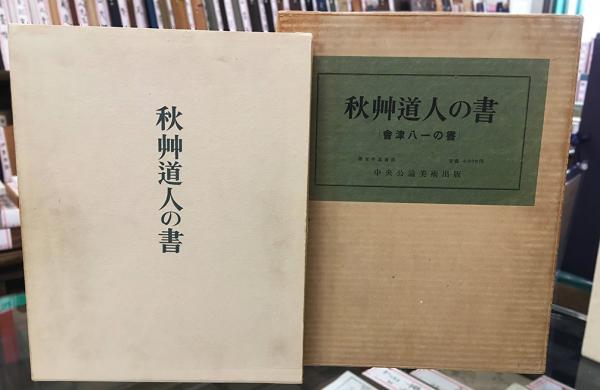 秋艸道人の書
秋艸道人の書
會津八一の書
中央公論美術出版